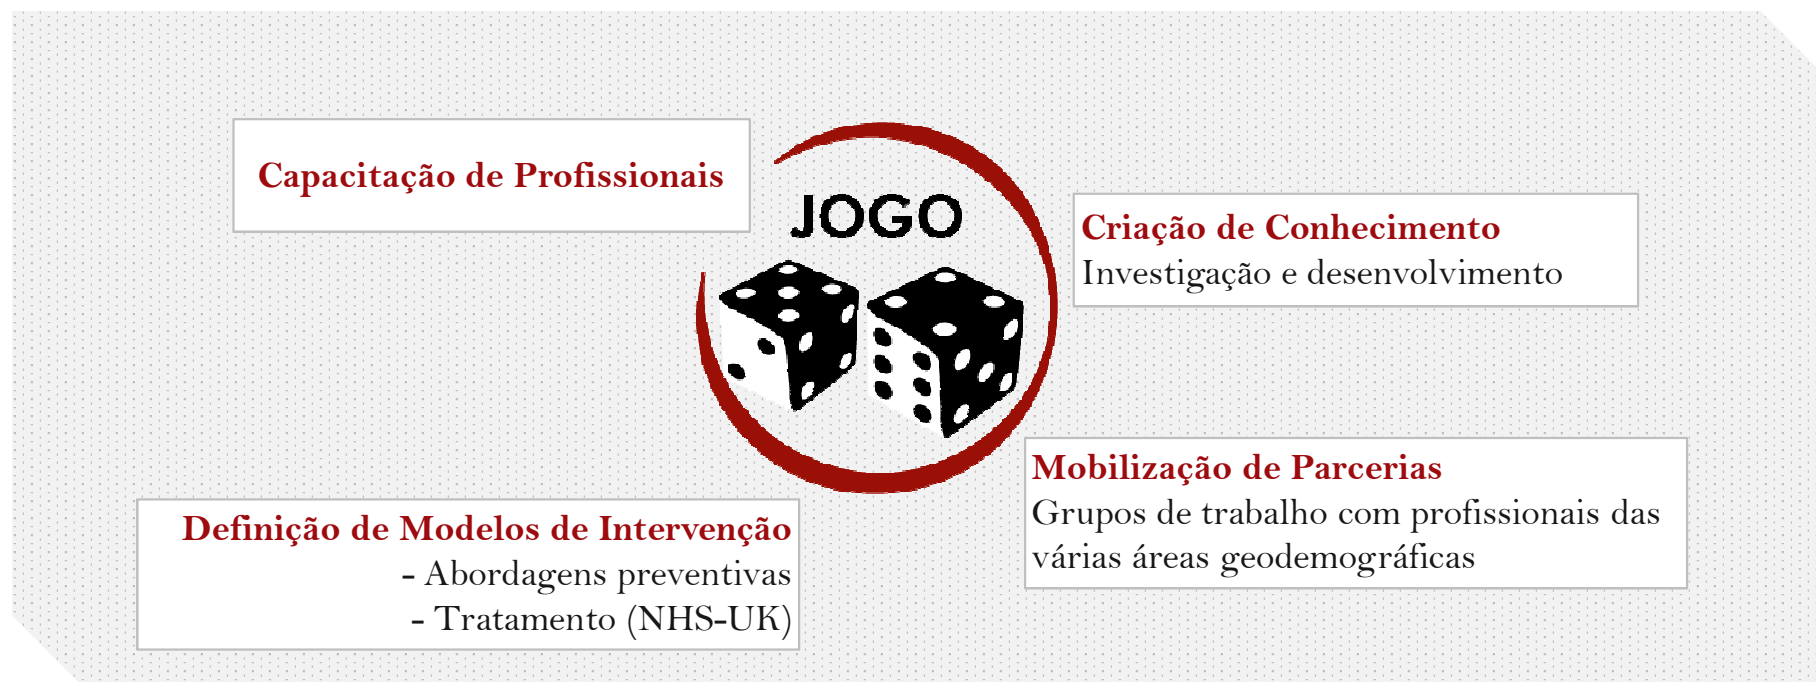 Capacitação de Profissionais
JOGO
Criação de Conhecimento
Investigação e desenvolvimento
Mobilização de Parcerias
Grupos de trabalho com profissionais das
várias áreas geodemográficas
Definição de Modelos de Intervenção
- Abordagens preventivas
- Tratamento (NHS-UK)